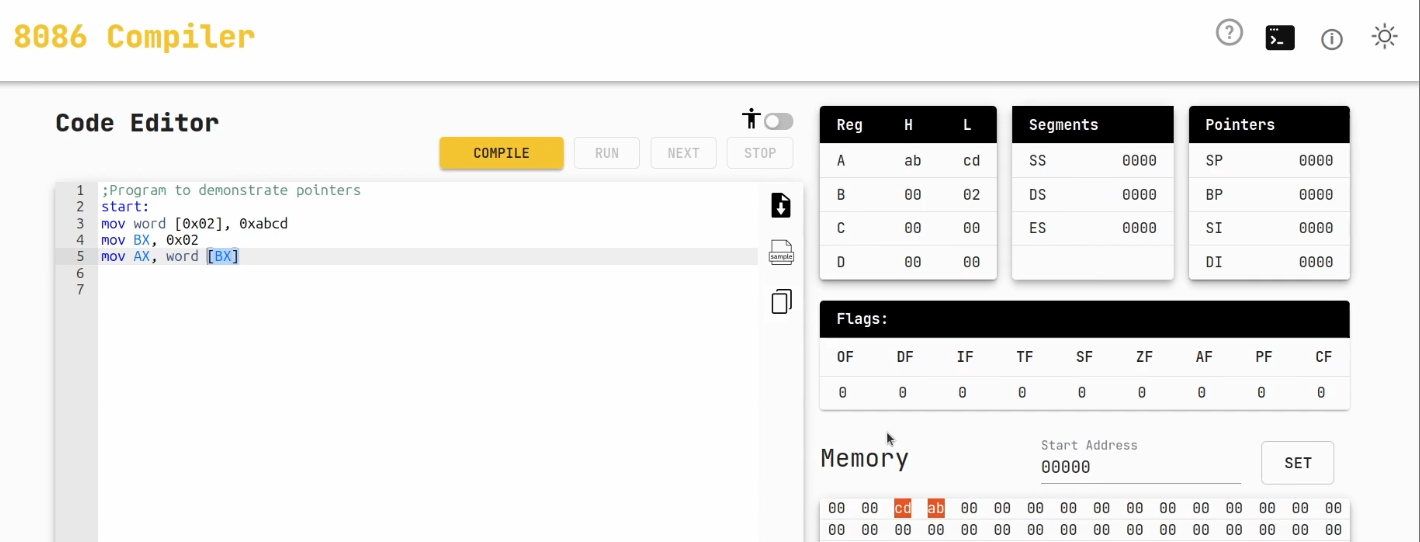 8086 Compiler
Code Editor
COMPILE RUN NEXT STOP
1 ;Program to demonstrate pointers
2 start:
3 mov word [0x02], 0xabcd
4 mov BX, 0x02
5 mov AX, word [BX]
6
7
sample
Reg H L
A ab cd
B 00 02
C 00 00
D 00 00
Segments
SS 0000
DS 0000
ES 0000
Pointers
SP 0000
BP 0000
SI 0000
DI 0000
Flags:
OF DF IF TF SF ZF AF PF CF
0 0 0 0 0 0 0 0 0
Memory
Start Address
00000
SET
00 00 cd ab 00 00 00 00 00 00 00 00 00 00 00 00
00 00 00 00 00 00 00 00 00 00 00 00 00 00 00 00